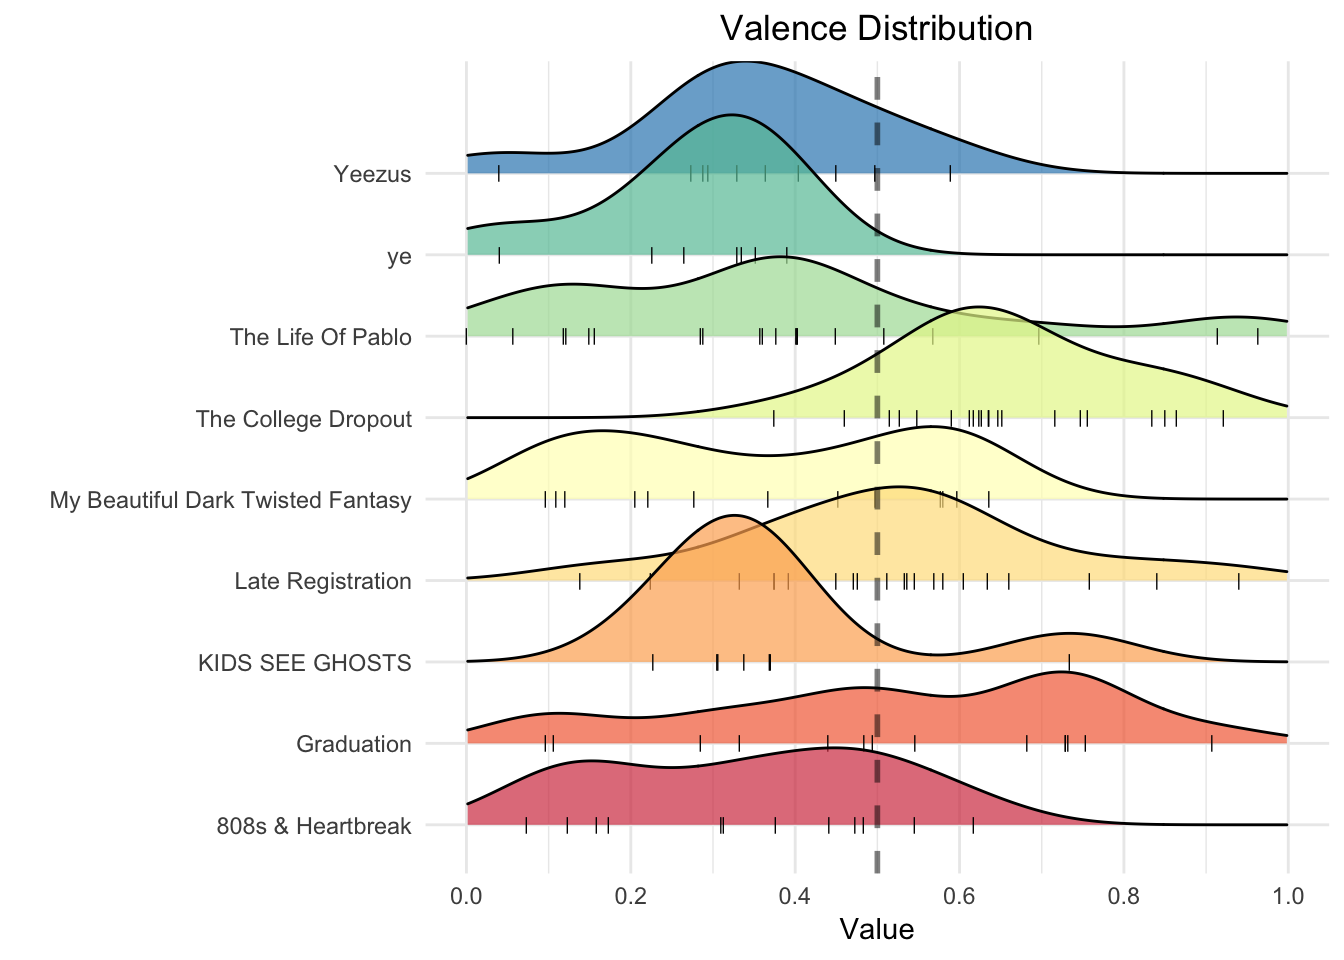 Valence Distribution
Yeezus
ye
The Life Of Pablo
The College Dropout
My Beautiful Dark Twisted Fantasy
Late Registration
KIDS SEE GHOSTS
Graduation
808s & Heartbreak
0.0 0.2 0.4 0.6 0.8 1.0
Value